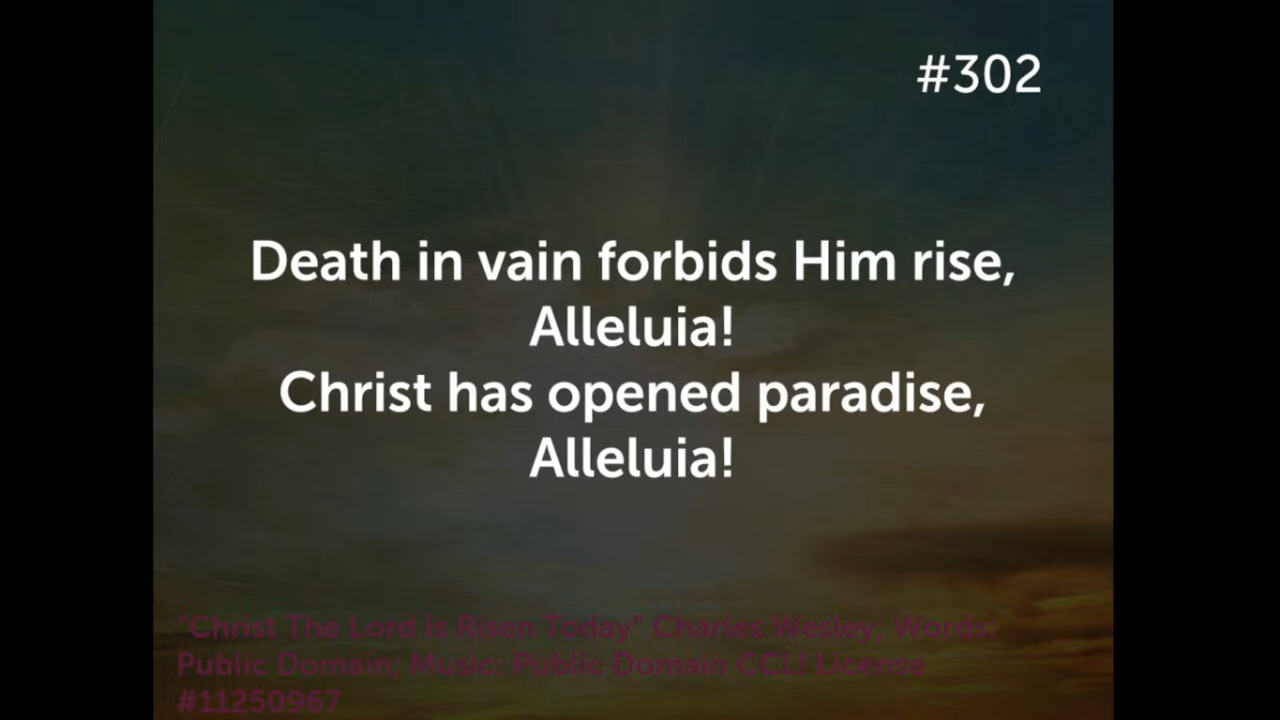 #302
Death in vain forbids Him rise,
Alleluia!
Christ has opened paradise,
Alleluia!
"Christ The Lord Is Risen Today" Charles Wesley; Words:
Public Domain; Music: Public Domain CCLI License
#11250967